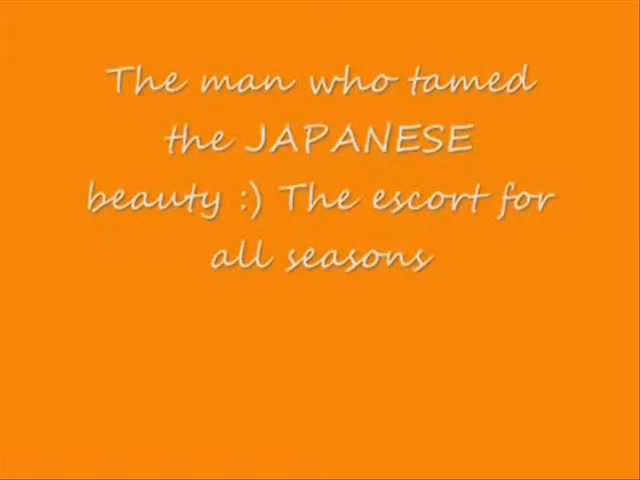 The man who tamed
the JAPANESE
beauty :) The escort for
all seasons